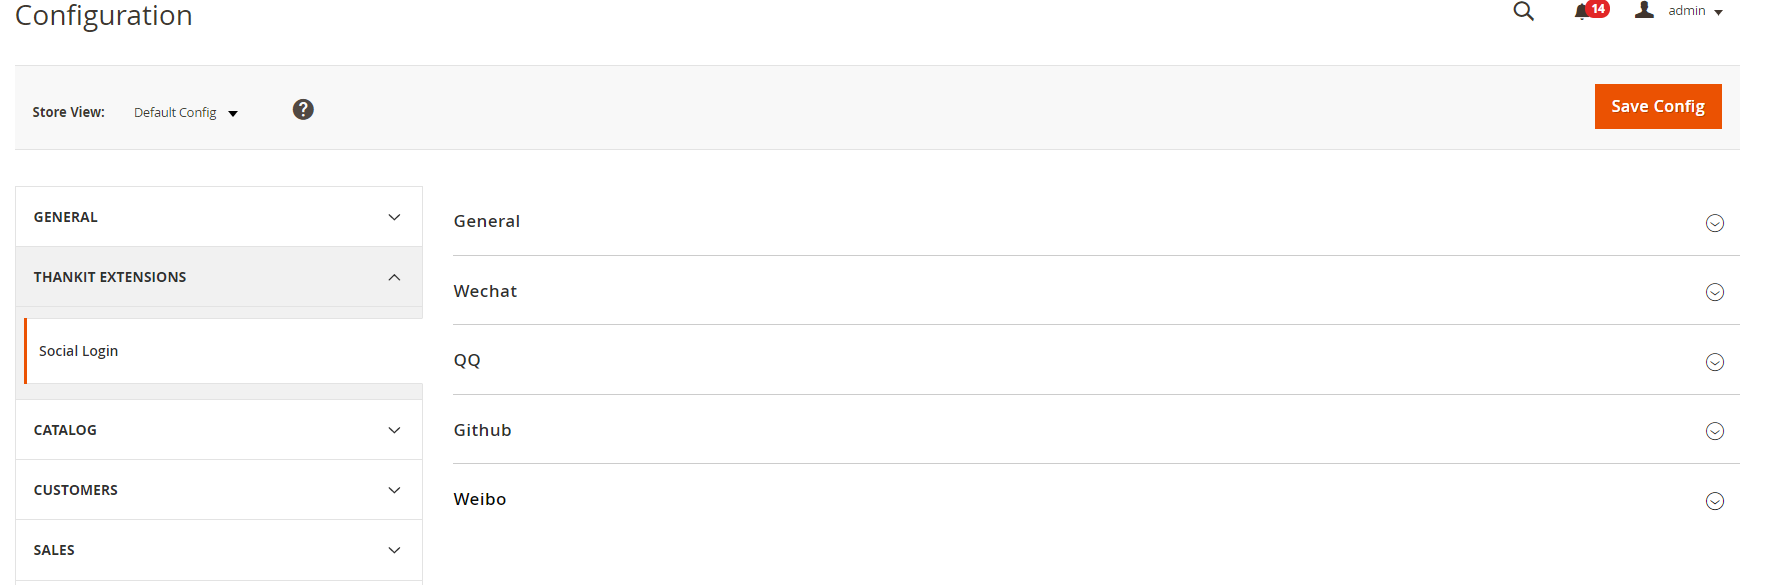 Configuration
14
admin
Store View: Default Config ?
Save Config
GENERAL
THANKIT EXTENSIONS
Social Login
CATALOG
CUSTOMERS
SALES
General
Wechat
QQ
Github
Weibo